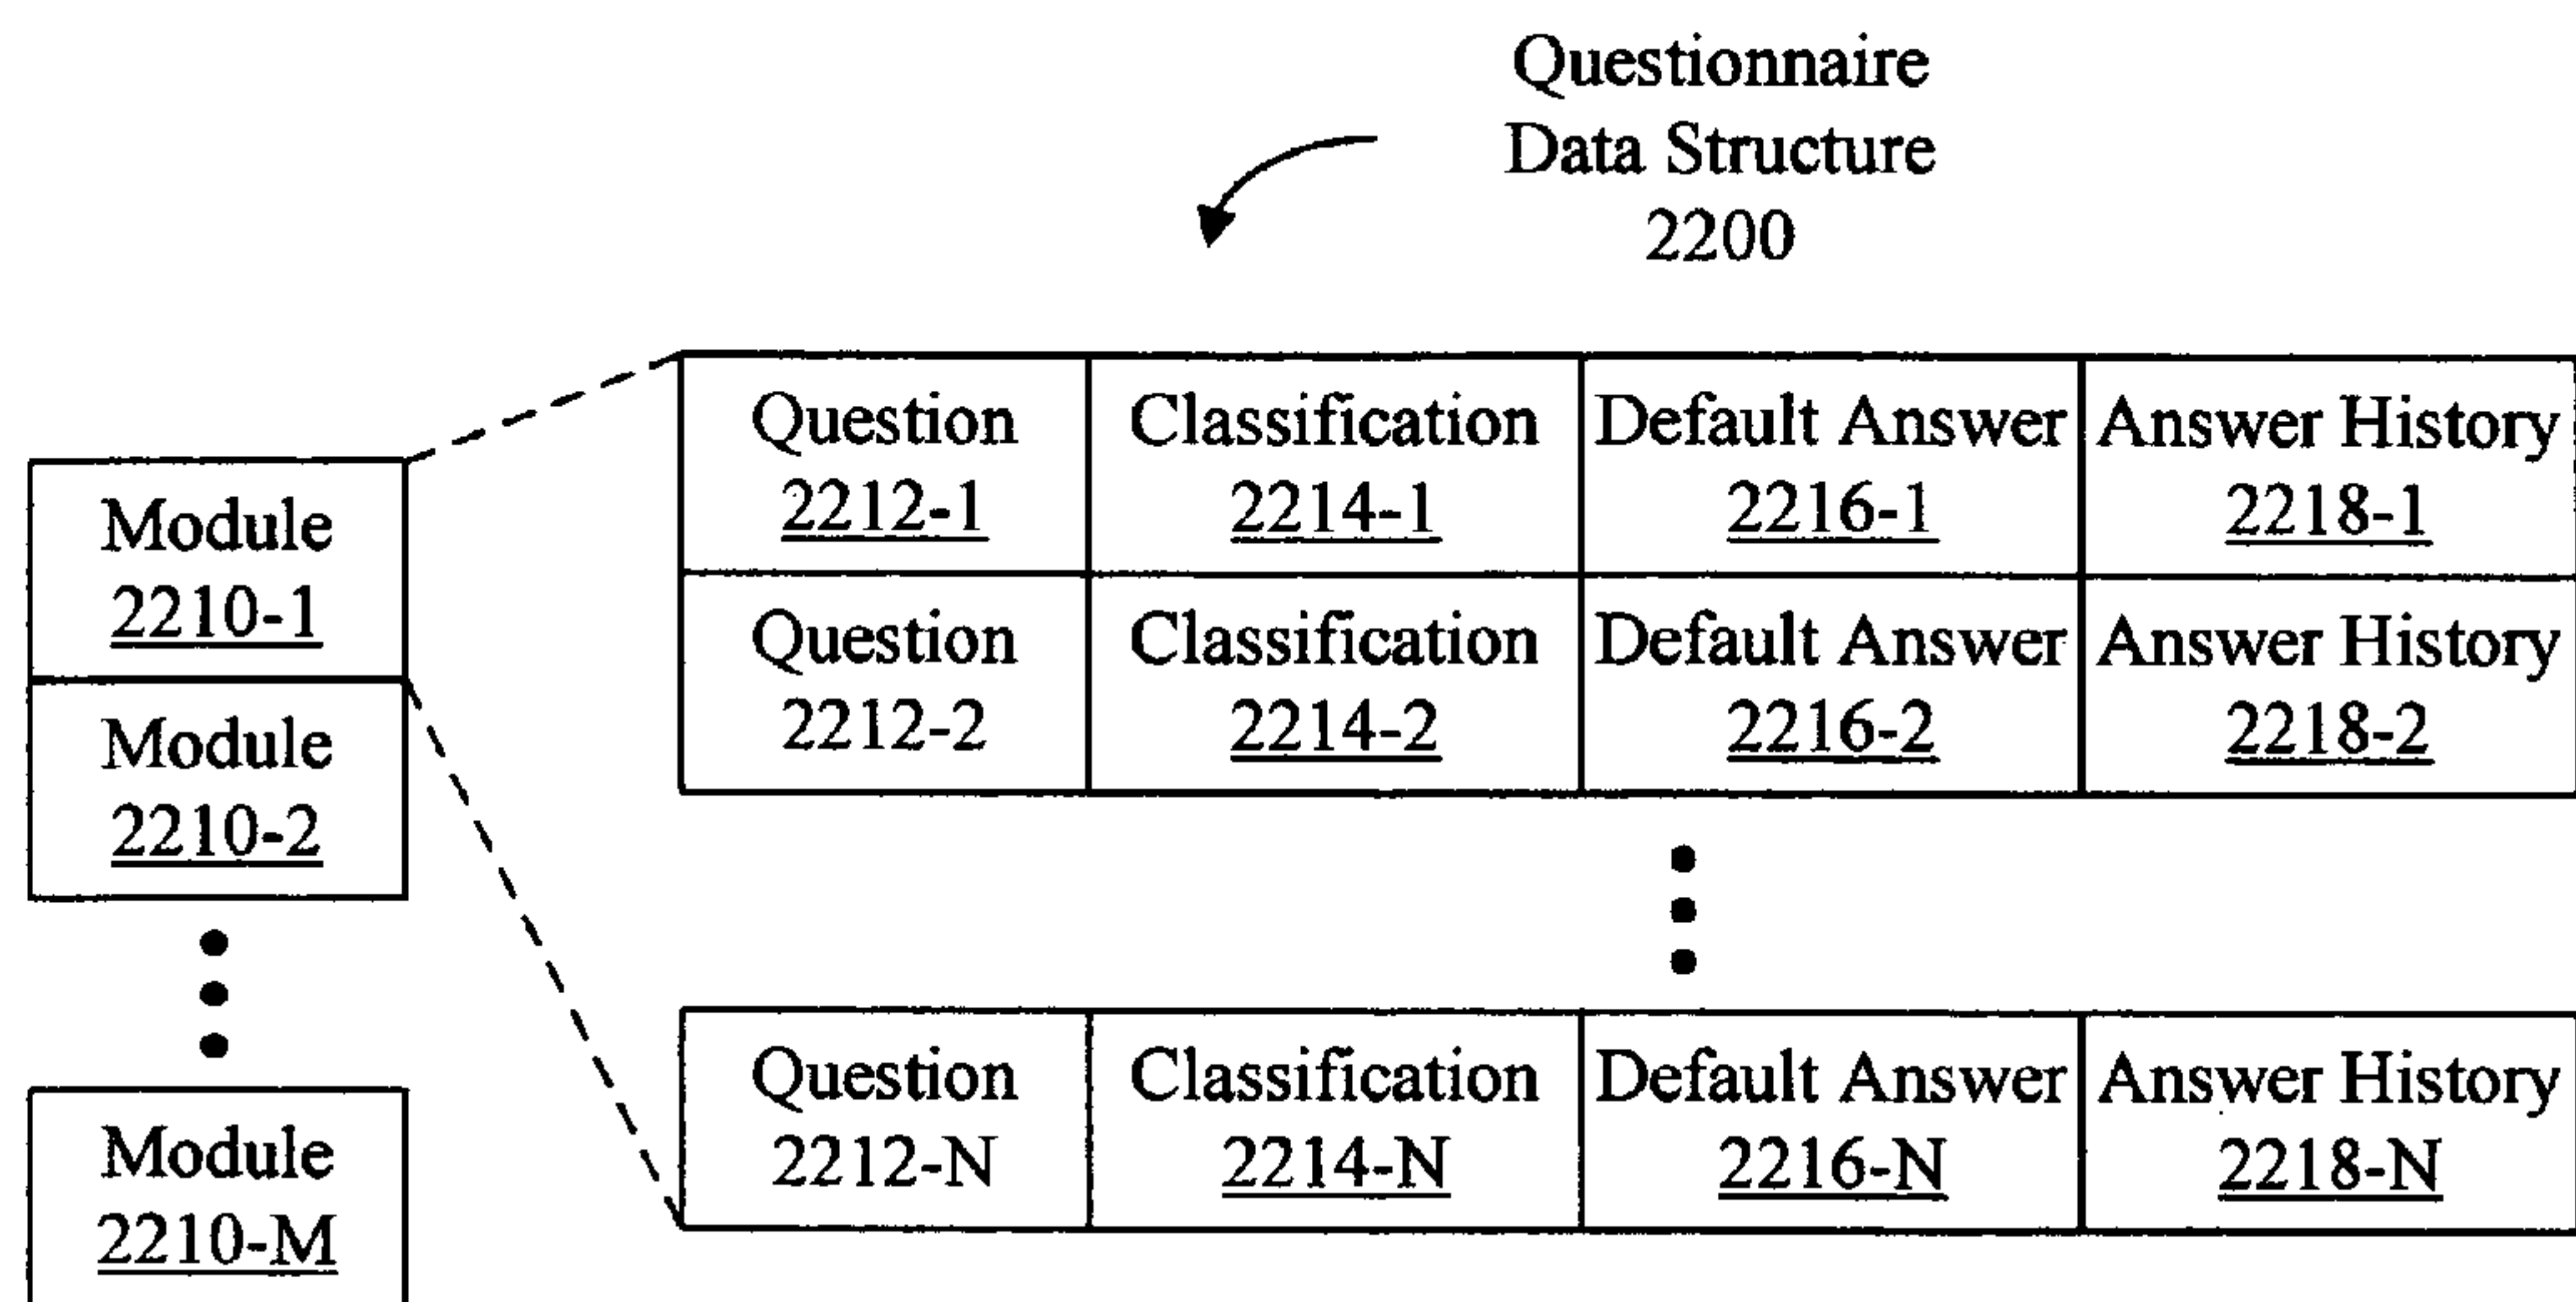 Questionnaire
Data Structure
2200
Module
2210-1
Module
2210-2
Module
2210-M
Question
2212-1
Classification
2214-1
Default Answer
2216-1
Answer History
2218-1
Question
2212-2
Classification
2214-2
Default Answer
2216-2
Answer History
2218-2
Question
2212-N
Classification
2214-N
Default Answer
2216-N
Answer History
2218-N